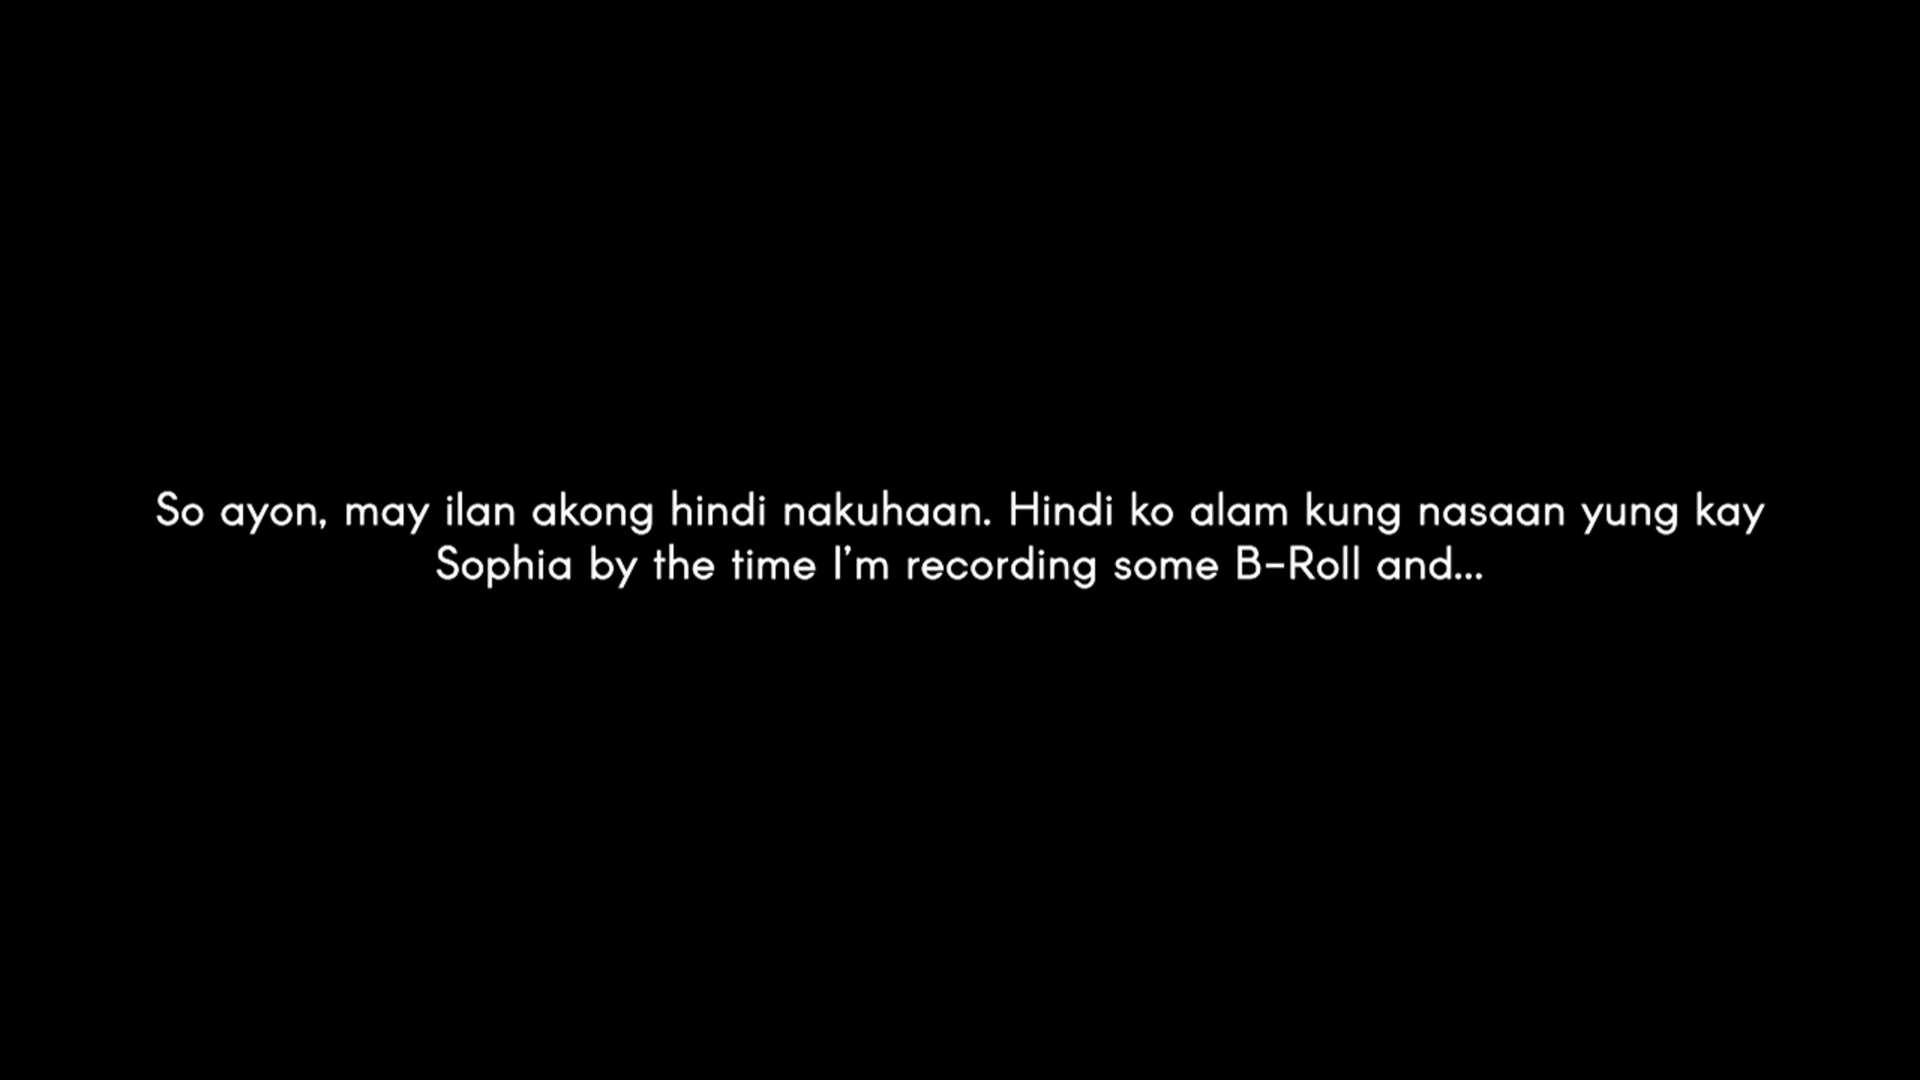 So ayon, may ilan akong hindi nakuhaan. Hindi ko alam kung nasaan yung kay
Sophia by the time I'm recording some B-Roll and...